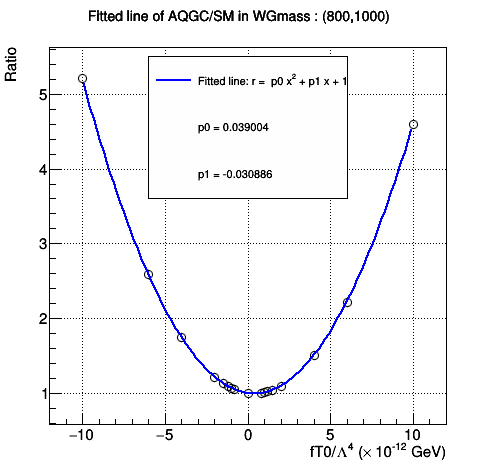 Fitted line of AQGC/SM in WGmass : (800,1000)
Ratio
Fitted line: r = p0 x² + p1 x + 1
p0 = 0.039004
p1 = -0.030886
5
4
3
2
1
−10 −5 0 5 10
fT0/Λ⁴ (× 10⁻¹² GeV)